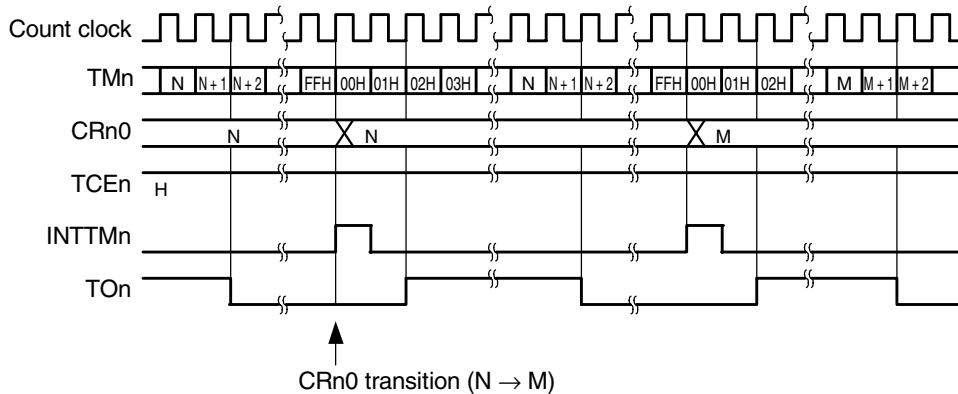 Count clock
TMn N N + 1 N + 2 FFH 00H 01H 02H 03H N N + 1 N + 2 FFH 00H 01H 02H M M + 1 M + 2
CRn0 N N M
TCEn H
INTTMn
TOn
CRn0 transition (N → M)